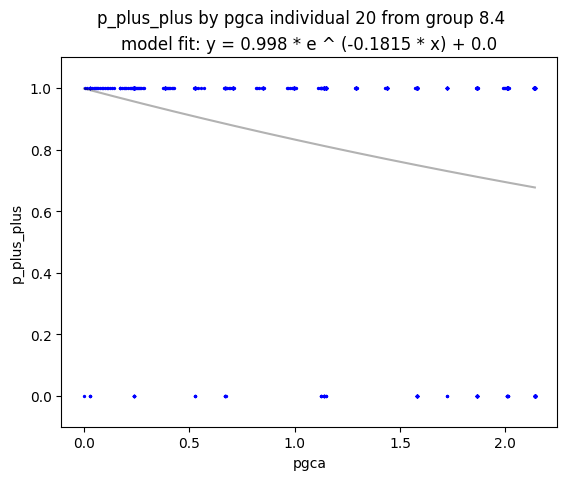 p_plus_plus by pgca individual 20 from group 8.4
model fit: y = 0.998 * e ^ (-0.1815 * x) + 0.0
1.0
0.8
0.6
0.4
0.2
0.0
p_plus_plus
0.0 0.5 1.0 1.5 2.0
pgca